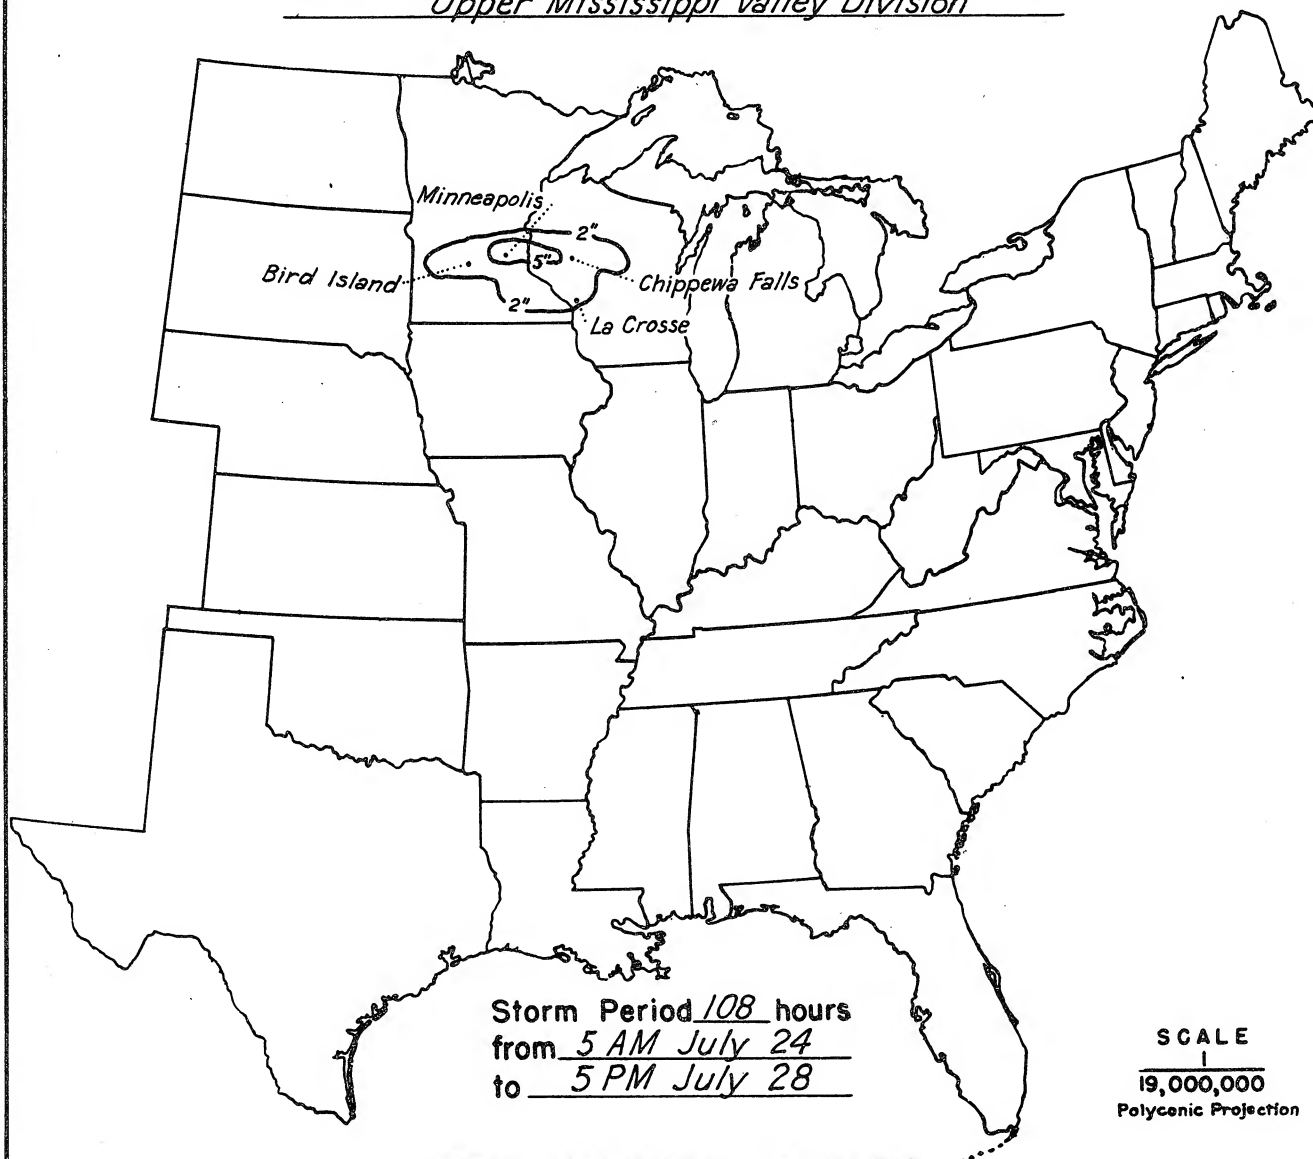 Upper Mississippi Valley Division
Minneapolis
2"
5"
Bird Island
Chippewa Falls
2"
La Crosse
Storm Period 108 hours
from 5 AM July 24
to 5 PM July 28
SCALE
1
19,000,000
Polyconic Projection